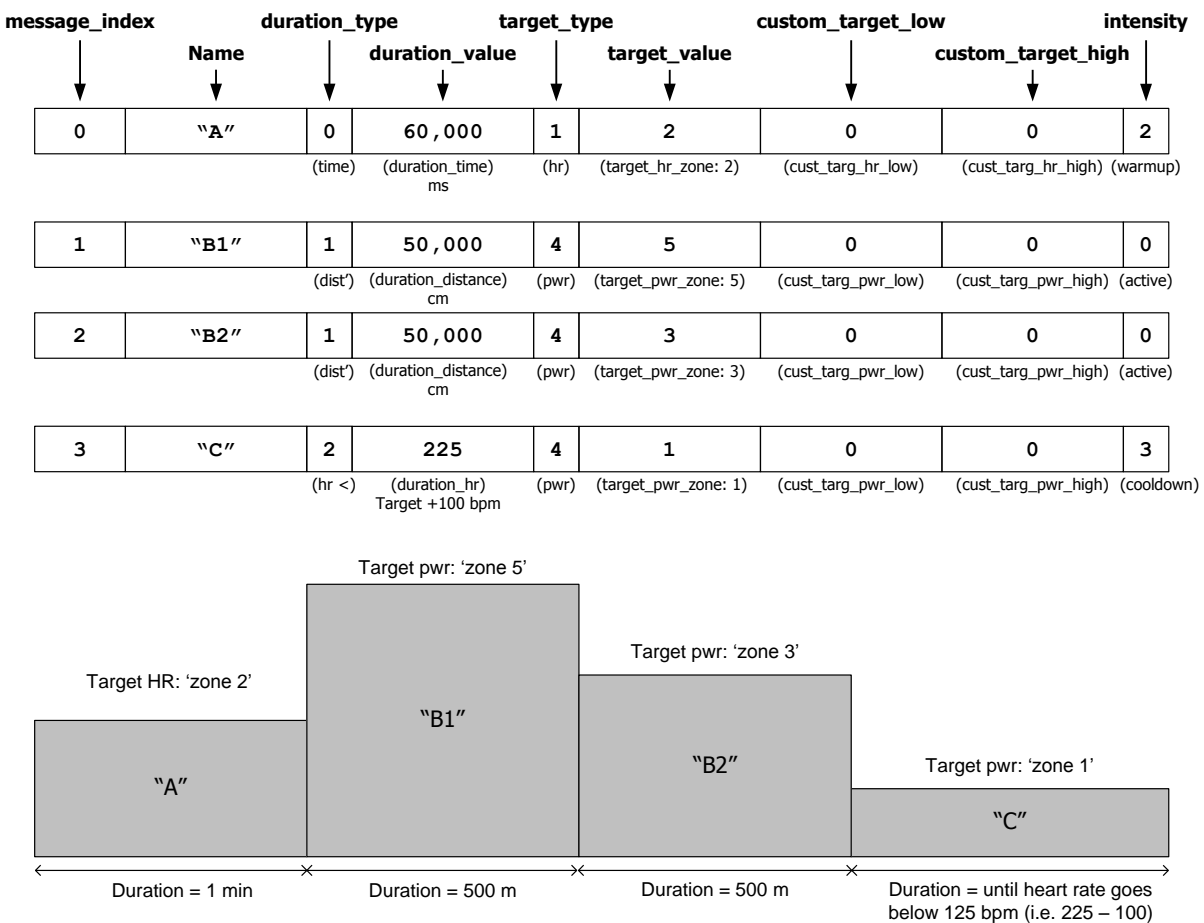 message_index duration_type target_type custom_target_low intensity
Name duration_value target_value custom_target_high
0 “A” 0 60,000 1 2 0 0 2
(time) (duration_time) (hr) (target_hr_zone: 2) (cust_targ_hr_low) (cust_targ_hr_high) (warmup)
ms
1 “B1” 1 50,000 4 5 0 0 0
(dist’) (duration_distance) (pwr) (target_pwr_zone: 5) (cust_targ_pwr_low) (cust_targ_pwr_high) (active)
cm
2 “B2” 1 50,000 4 3 0 0 0
(dist’) (duration_distance) (pwr) (target_pwr_zone: 3) (cust_targ_pwr_low) (cust_targ_pwr_high) (active)
cm
3 “C” 2 225 4 1 0 0 3
(hr <) (duration_hr) (pwr) (target_pwr_zone: 1) (cust_targ_pwr_low) (cust_targ_pwr_high) (cooldown)
Target +100 bpm
Target pwr: ‘zone 5’
Target pwr: ‘zone 3’
Target HR: ‘zone 2’
“B1”
“B2”
Target pwr: ‘zone 1’
“A”
“C”
Duration = 1 min Duration = 500 m Duration = 500 m Duration = until heart rate goes
below 125 bpm (i.e. 225 – 100)